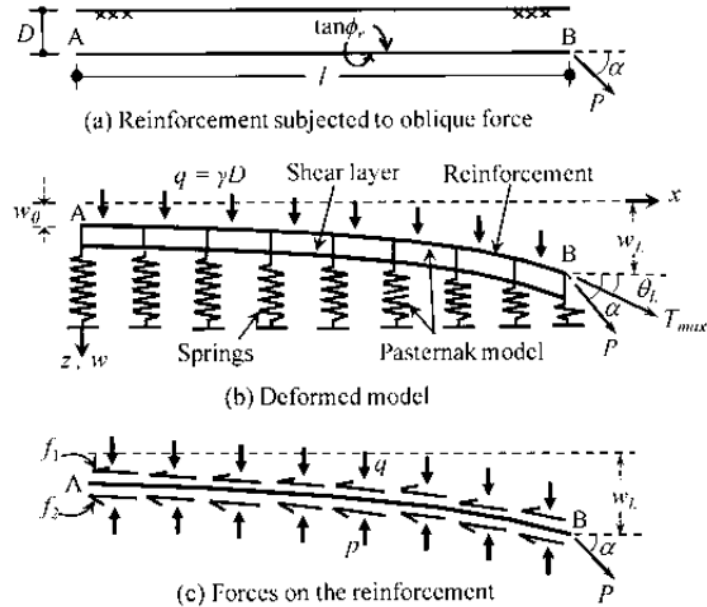 D
A
××× ×××
tanϕr
B
l
α
P
(a) Reinforcement subjected to oblique force
q = γD
Shear layer
Reinforcement
w0
A
x
wL
B
θL
α
Tmax
P
Springs
Pasternak model
z, w
(b) Deformed model
f1
q
A
wL
f2
B
p
α
P
(c) Forces on the reinforcement